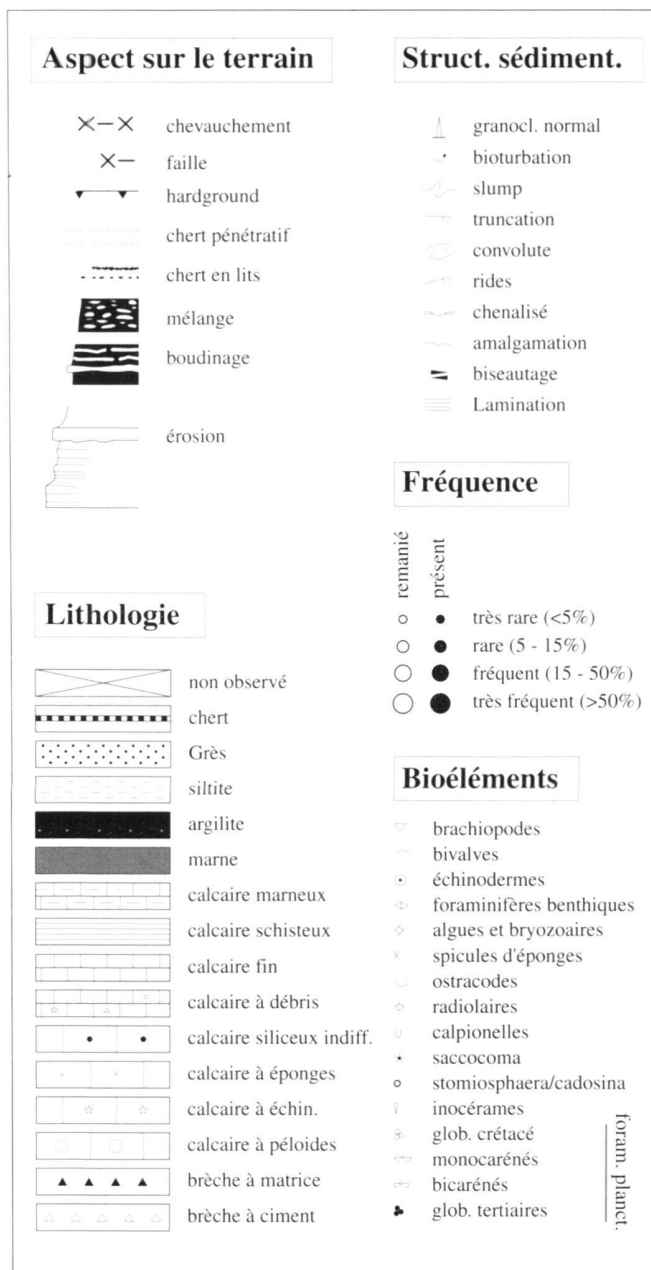 Aspect sur le terrain
chevauchement
faille
hardground
chert pénétratif
chert en lits
mélange
boudinage
érosion
Lithologie
non observé
chert
Grès
siltite
argilite
marne
calcaire marneux
calcaire schisteux
calcaire fin
calcaire à débris
calcaire siliceux indiff.
calcaire à éponges
calcaire à échin.
calcaire à péloides
brèche à matrice
brèche à ciment
Struct. sédiment.
granocl. normal
bioturbation
slump
truncation
convolute
rides
chenalisé
amalgamation
biseautage
Lamination
Fréquence
remanié
présent
très rare (<5%)
rare (5 - 15%)
fréquent (15 - 50%)
très fréquent (>50%)
Bioéléments
brachiopodes
bivalves
échinodermes
foraminifères benthiques
algues et bryozoaires
spicules d'éponges
ostracodes
radiolaires
calpionelles
saccocoma
stomiosphaera/cadosina
inocérames
glob. crétacé
monocarénés
bicarénés
glob. tertiaires
foram. planct.